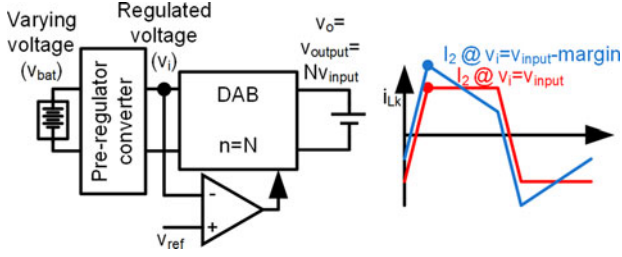 Varying
voltage
(vbat)
Pre-regulator
converter
Regulated
voltage
(vi)
DAB
n=N
-
+
vref
vo=
voutput=
Nvinput
iLk
I2 @ vi=vinput-margin
I2 @ vi=vinput